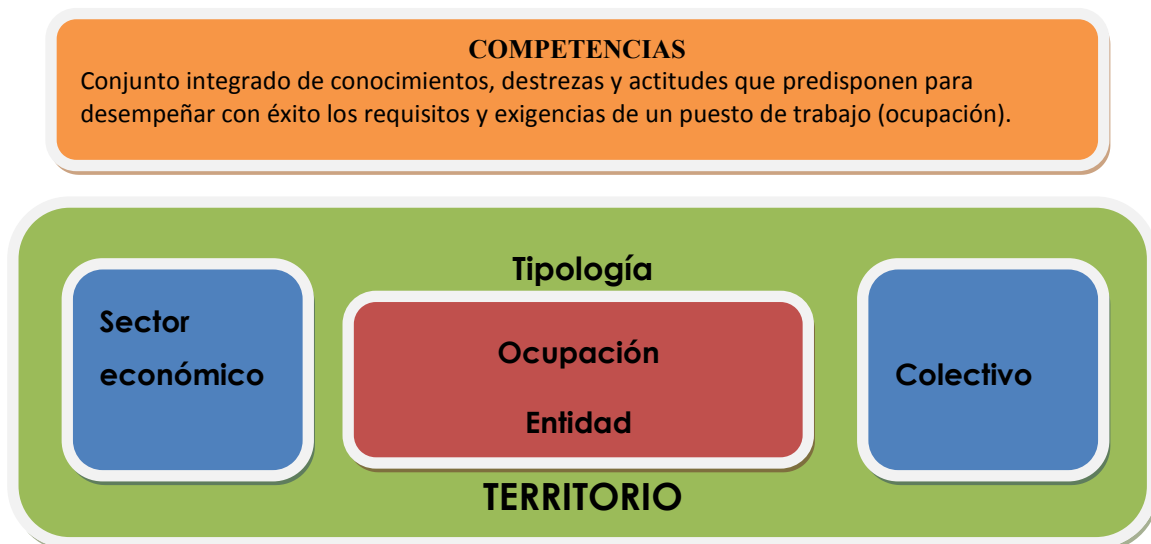 COMPETENCIAS
Conjunto integrado de conocimientos, destrezas y actitudes que predisponen para
desempeñar con éxito los requisitos y exigencias de un puesto de trabajo (ocupación).
Tipología
Sector
económico
Ocupación
Entidad
Colectivo
TERRITORIO